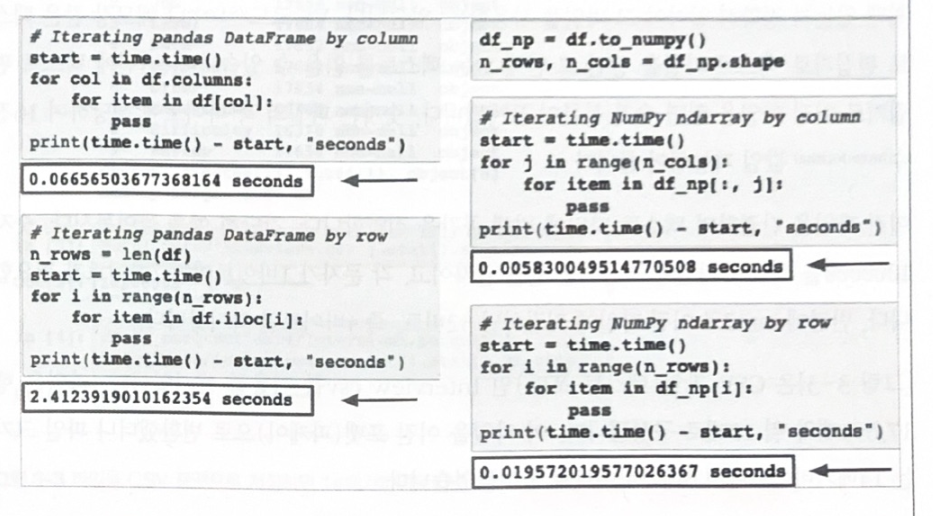 # Iterating pandas DataFrame by column
start = time.time()
for col in df.columns:
    for item in df[col]:
        pass
print(time.time() - start, "seconds")
0.06656503677368164 seconds
# Iterating pandas DataFrame by row
n_rows = len(df)
start = time.time()
for i in range(n_rows):
    for item in df.iloc[i]:
        pass
print(time.time() - start, "seconds")
2.4123919010162354 seconds
df_np = df.to_numpy()
n_rows, n_cols = df_np.shape
# Iterating NumPy ndarray by column
start = time.time()
for j in range(n_cols):
    for item in df_np[:, j]:
        pass
print(time.time() - start, "seconds")
0.005830049514770508 seconds
# Iterating NumPy ndarray by row
start = time.time()
for i in range(n_rows):
    for item in df_np[i]:
        pass
print(time.time() - start, "seconds")
0.019572019577026367 seconds